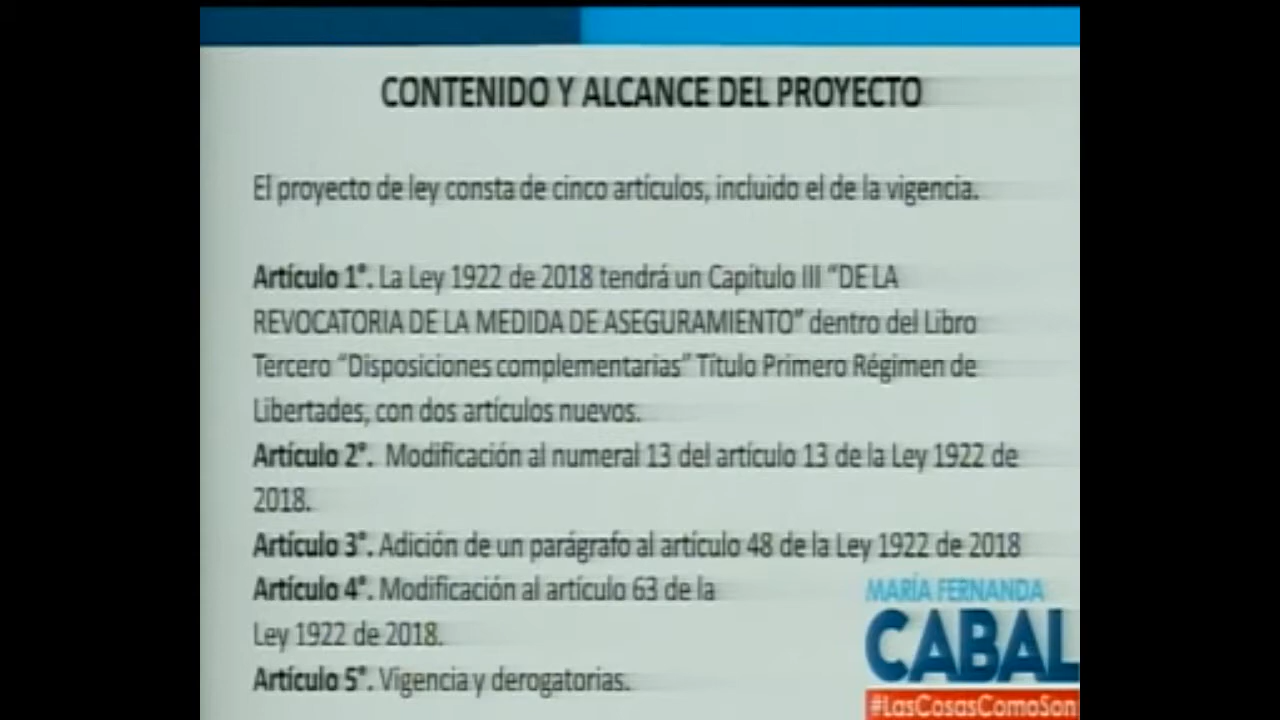 CONTENIDO Y ALCANCE DEL PROYECTO
El proyecto de ley consta de cinco artículos, incluido el de la vigencia.
Artículo 1°. La Ley 1922 de 2018 tendrá un Capítulo III "DE LA
REVOCATORIA DE LA MEDIDA DE ASEGURAMIENTO" dentro del Libro
Tercero "Disposiciones complementarias" Título Primero Régimen de
Libertades, con dos artículos nuevos.
Artículo 2°. Modificación al numeral 13 del artículo 13 de la Ley 1922 de
2018.
Artículo 3°. Adición de un parágrafo al artículo 48 de la Ley 1922 de 2018
Artículo 4°. Modificación al artículo 63 de la
Ley 1922 de 2018.
Artículo 5°. Vigencia y derogatorias.
MARÍA FERNANDA
CABAL
#LasCosasComoSon